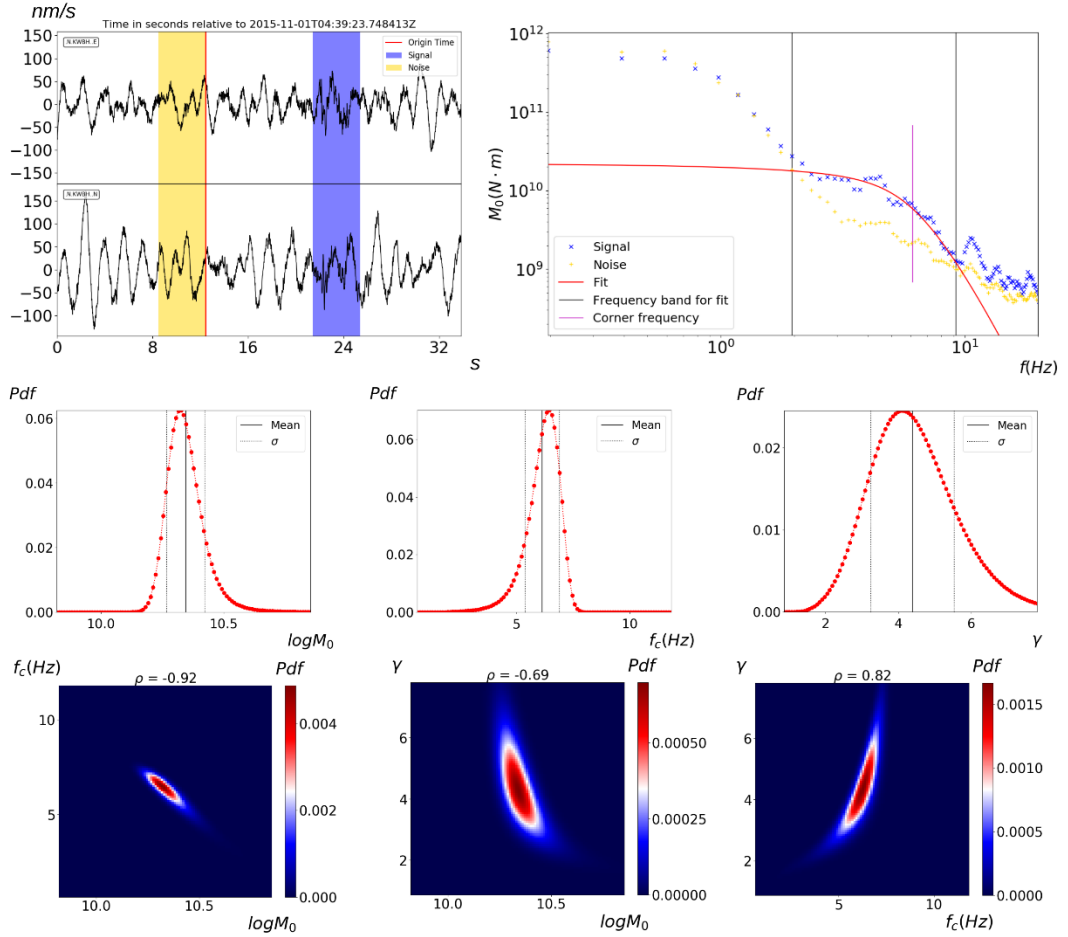 nm/s
Time in seconds relative to 2015-11-01T04:39:23.748413Z
.N.KWBH..E
Origin Time
Signal
Noise
150
100
50
0
−50
−100
−150
.N.KWBH..N
150
100
50
0
−50
−100
0 8 16 24 32
s
M_0(N · m)
10^12
10^11
10^10
10^9
Signal
Noise
Fit
Frequency band for fit
Corner frequency
10^0 10^1
f(Hz)
Pdf
0.06
0.04
0.02
0.00
Mean
σ
10.0 10.5
logM_0
Pdf
0.06
0.04
0.02
0.00
Mean
σ
5 10
f_c(Hz)
Pdf
0.02
0.01
0.00
Mean
σ
2 4 6
γ
f_c(Hz)
ρ = -0.92
Pdf
10
5
10.0 10.5
logM_0
0.004
0.002
0.000
γ
ρ = -0.69
Pdf
6
4
2
10.0 10.5
logM_0
0.00050
0.00025
0.00000
γ
ρ = 0.82
Pdf
6
4
2
5 10
f_c(Hz)
0.0015
0.0010
0.0005
0.0000